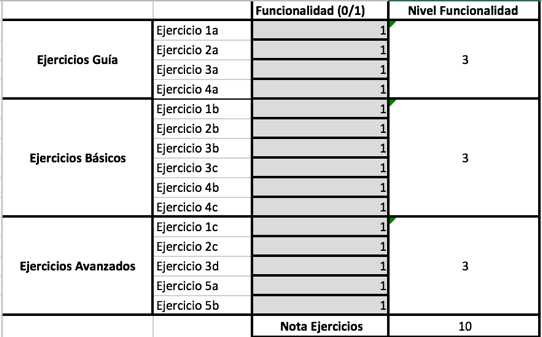 Funcionalidad (0/1) Nivel Funcionalidad
Ejercicios Guía Ejercicio 1a 1 3
Ejercicio 2a 1
Ejercicio 3a 1
Ejercicio 4a 1
Ejercicios Básicos Ejercicio 1b 1 3
Ejercicio 2b 1
Ejercicio 3b 1
Ejercicio 3c 1
Ejercicio 4b 1
Ejercicio 4c 1
Ejercicios Avanzados Ejercicio 1c 1 3
Ejercicio 2c 1
Ejercicio 3d 1
Ejercicio 5a 1
Ejercicio 5b 1
Nota Ejercicios 10